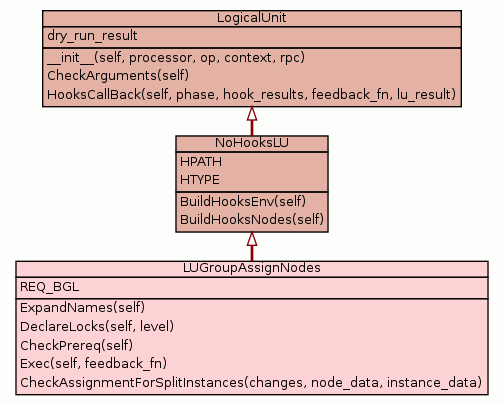 LogicalUnit
dry_run_result
__init__(self, processor, op, context, rpc)
CheckArguments(self)
HooksCallBack(self, phase, hook_results, feedback_fn, lu_result)
NoHooksLU
HPATH
HTYPE
BuildHooksEnv(self)
BuildHooksNodes(self)
LUGroupAssignNodes
REQ_BGL
ExpandNames(self)
DeclareLocks(self, level)
CheckPrereq(self)
Exec(self, feedback_fn)
CheckAssignmentForSplitInstances(changes, node_data, instance_data)